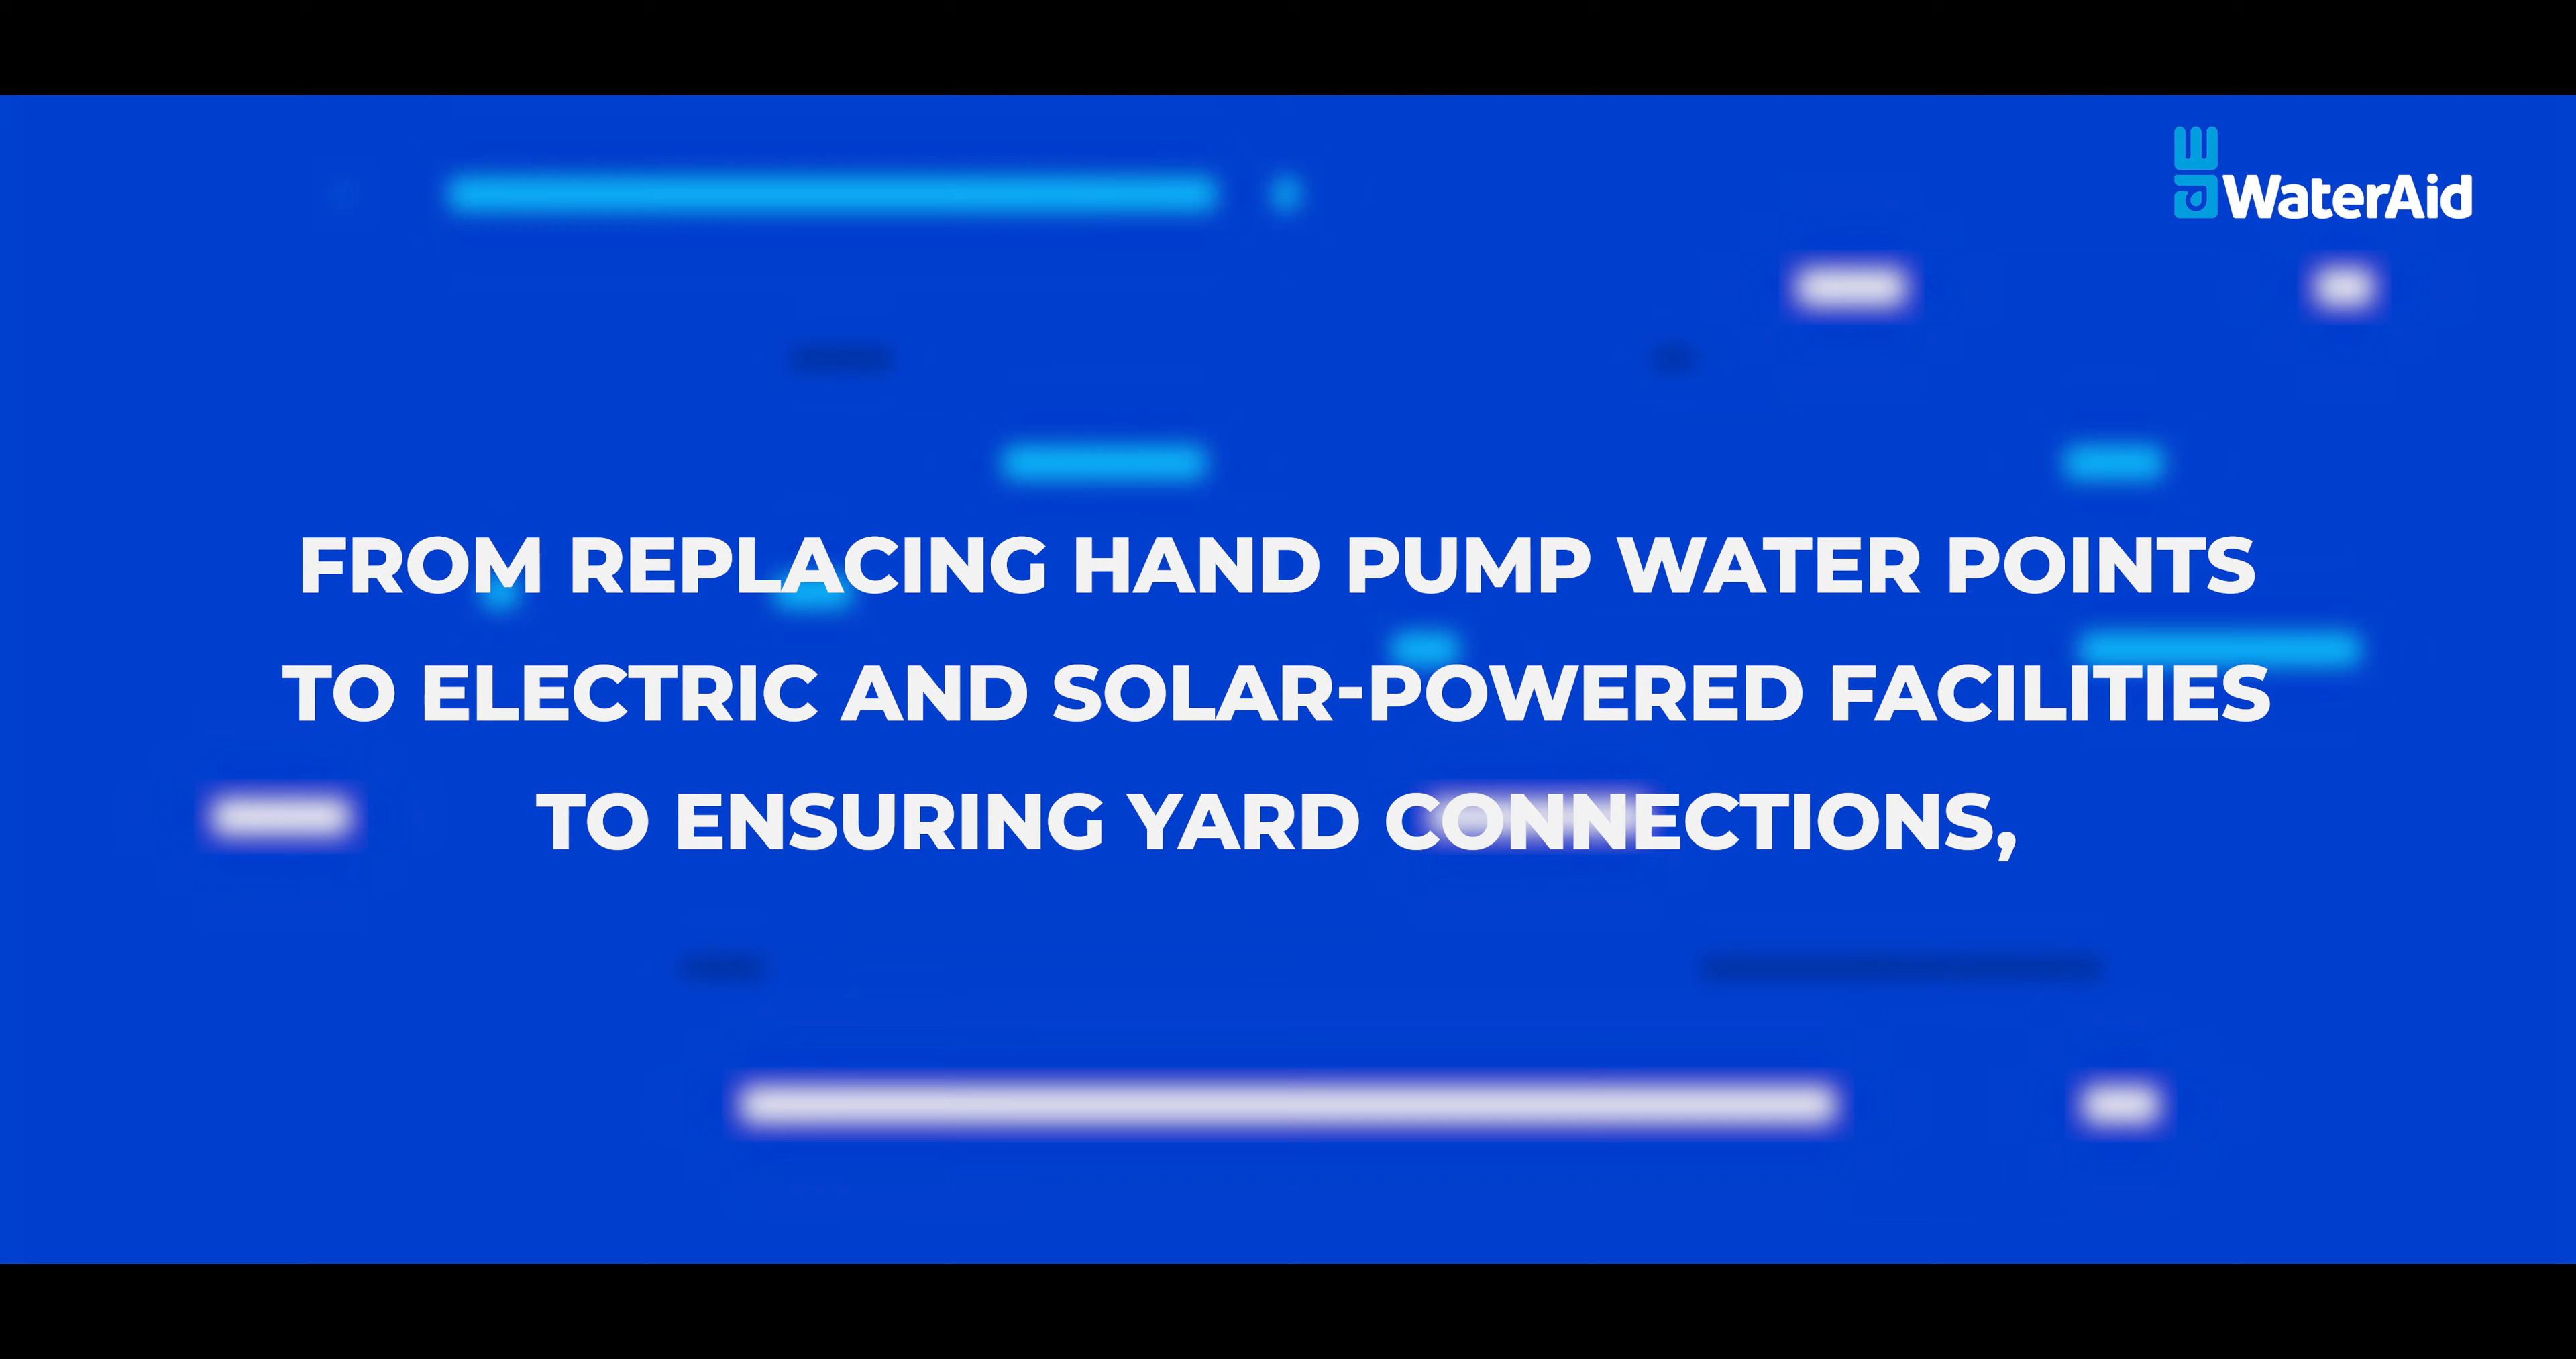 WaterAid
FROM REPLACING HAND PUMP WATER POINTS
TO ELECTRIC AND SOLAR-POWERED FACILITIES
TO ENSURING YARD CONNECTIONS,